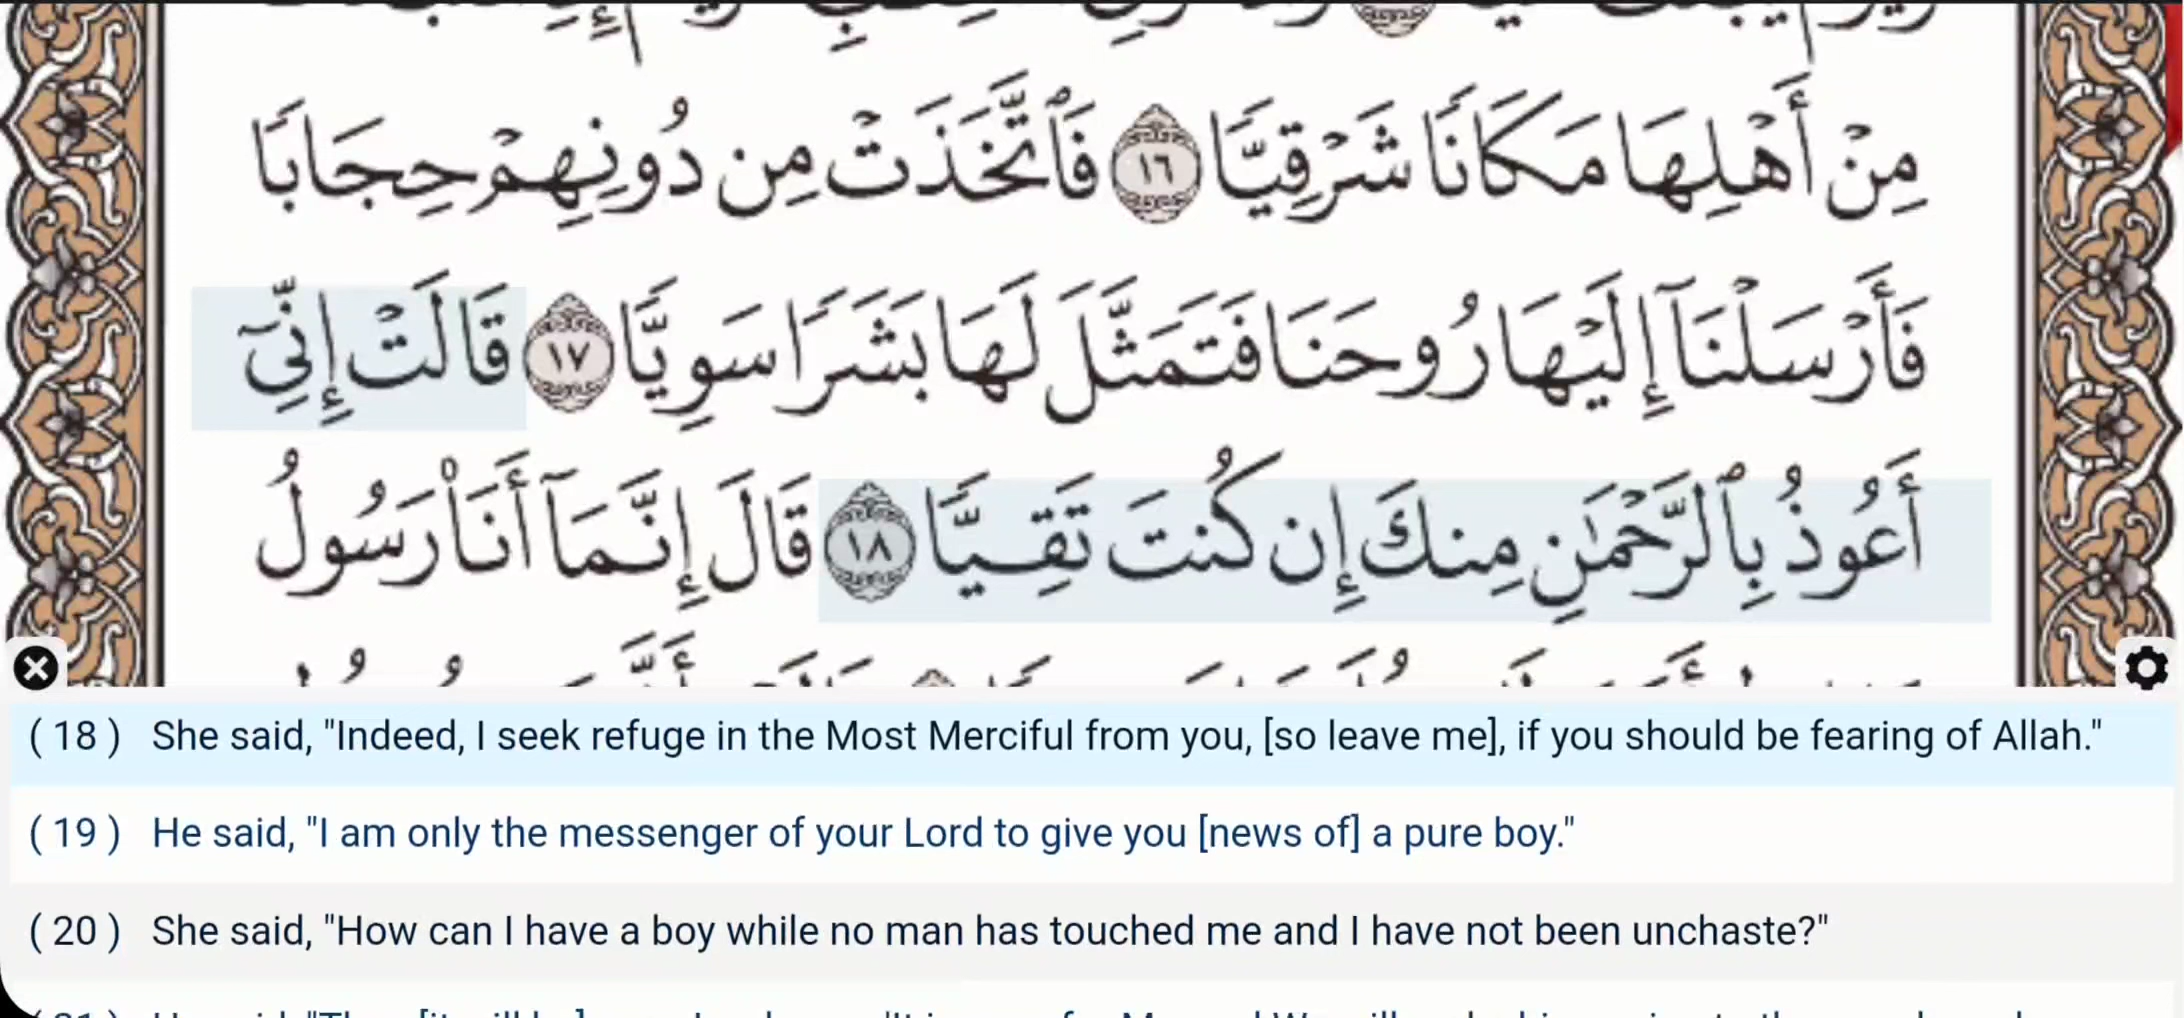 مِنْ أَهْلِهَا مَكَانًا شَرْقِيًّا ١٦ فَٱتَّخَذَتْ مِن دُونِهِمْ حِجَابًا
فَأَرْسَلْنَآ إِلَيْهَا رُوحَنَا فَتَمَثَّلَ لَهَا بَشَرًا سَوِيًّا ١٧ قَالَتْ إِنِّىٓ
أَعُوذُ بِٱلرَّحْمَٰنِ مِنكَ إِن كُنتَ تَقِيًّا ١٨ قَالَ إِنَّمَآ أَنَا۠ رَسُولُ
( 18 ) She said, "Indeed, I seek refuge in the Most Merciful from you, [so leave me], if you should be fearing of Allah."
( 19 ) He said, "I am only the messenger of your Lord to give you [news of] a pure boy."
( 20 ) She said, "How can I have a boy while no man has touched me and I have not been unchaste?"